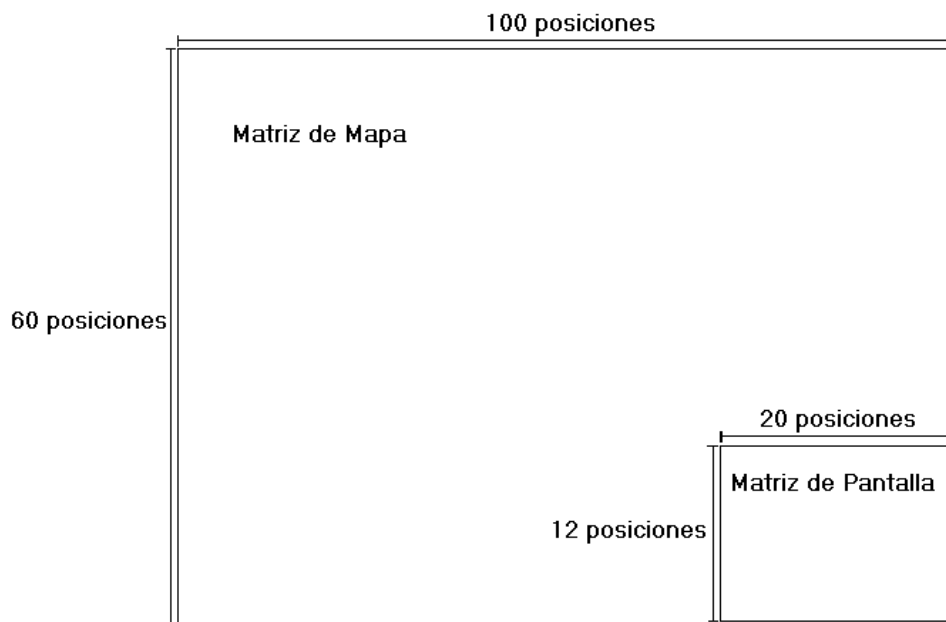 100 posiciones
Matriz de Mapa
60 posiciones
20 posiciones
Matriz de Pantalla
12 posiciones